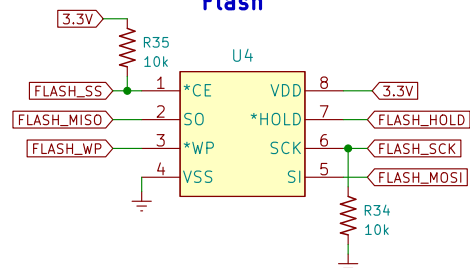 Flash
3.3V
R35
10k
U4
FLASH_SS
1
*CE
VDD
8
3.3V
FLASH_MISO
2
SO
*HOLD
7
FLASH_HOLD
FLASH_WP
3
*WP
SCK
6
FLASH_SCK
4
VSS
SI
5
FLASH_MOSI
R34
10k